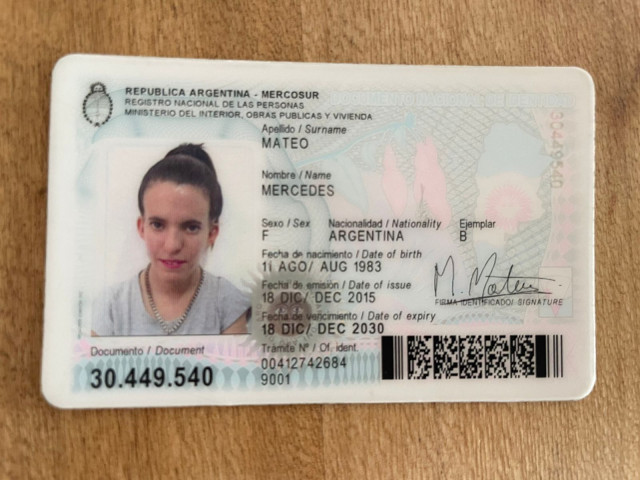 REPUBLICA ARGENTINA - MERCOSUR
REGISTRO NACIONAL DE LAS PERSONAS
MINISTERIO DEL INTERIOR, OBRAS PUBLICAS Y VIVIENDA
Apellido / Surname
MATEO
Nombre / Name
MERCEDES
Sexo / Sex Nacionalidad / Nationality Ejemplar
F ARGENTINA B
Fecha de nacimiento / Date of birth
11 AGO/ AUG 1983
Fecha de emisión / Date of issue
18 DIC/ DEC 2015
Fecha de vencimiento / Date of expiry
18 DIC/ DEC 2030
M. Mateu
FIRMA IDENTIFICADO/ SIGNATURE
Documento / Document
30.449.540
Trámite Nº / Of. ident.
00412742684
9001
30449540